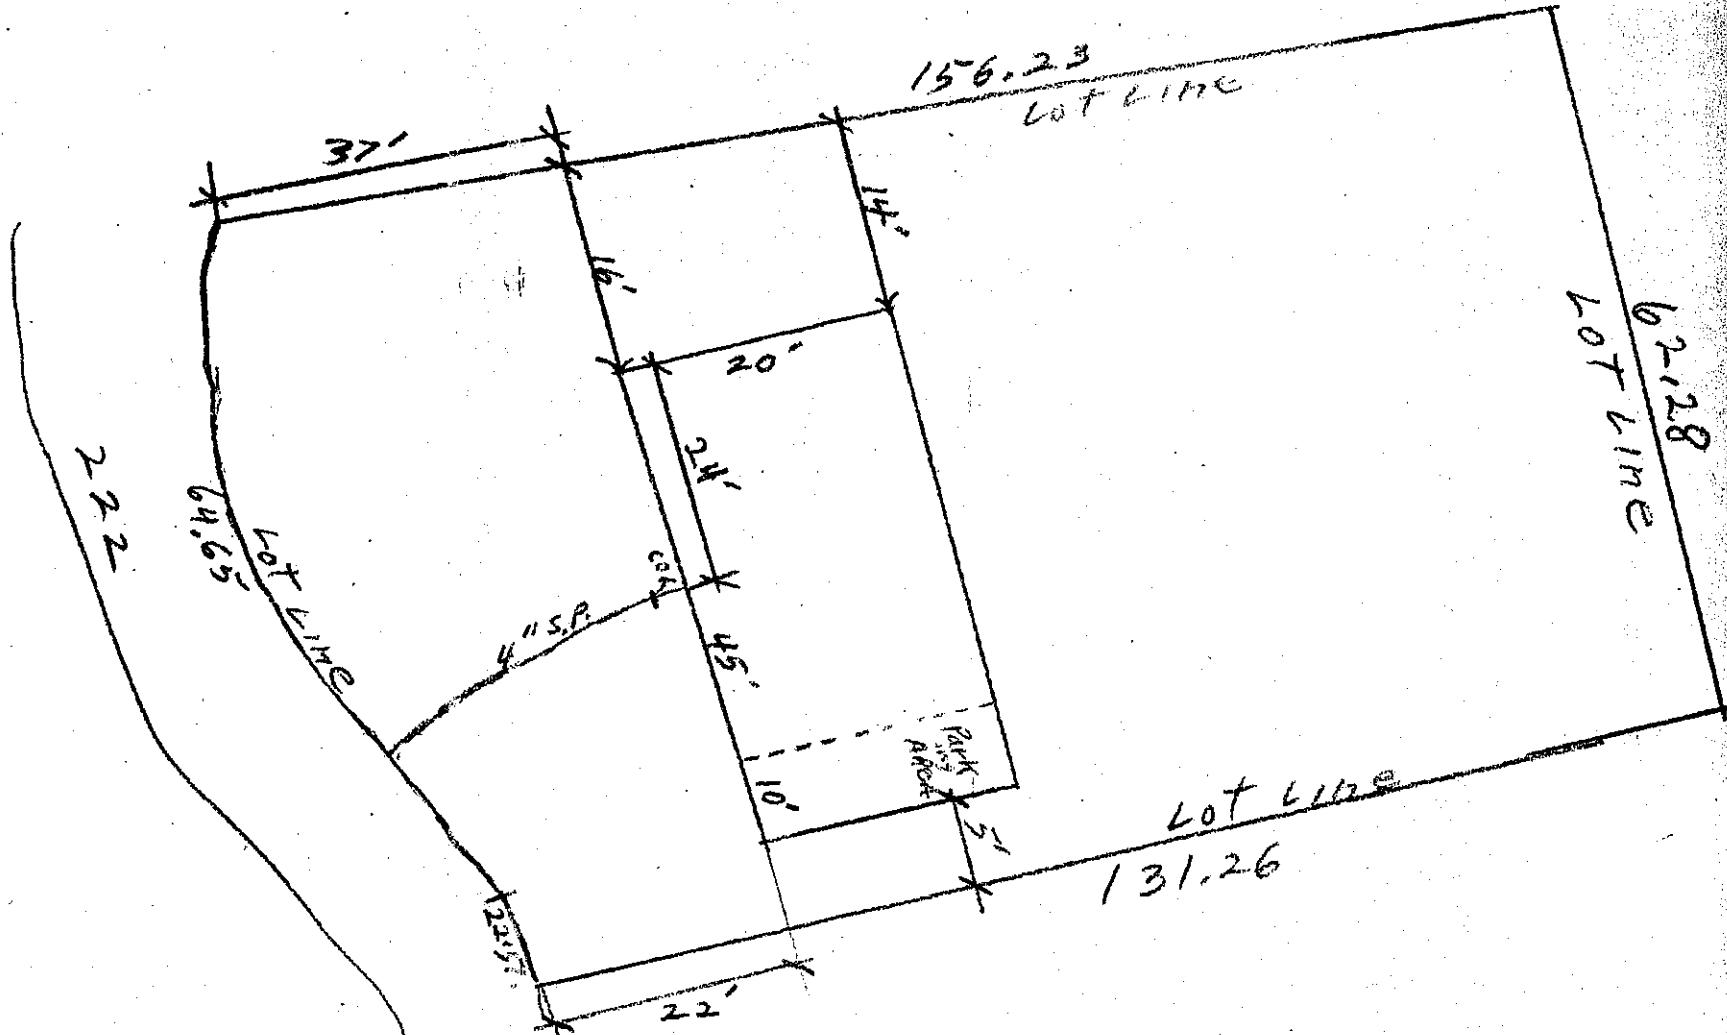 156.23
Lot Line
37'
14'
16'
20'
62.28
Lot Line
24'
222
64.65'
Lot Line
4" S.P.
45'
Park
ing
Area
10'
5'
Lot Line
131.26
22'